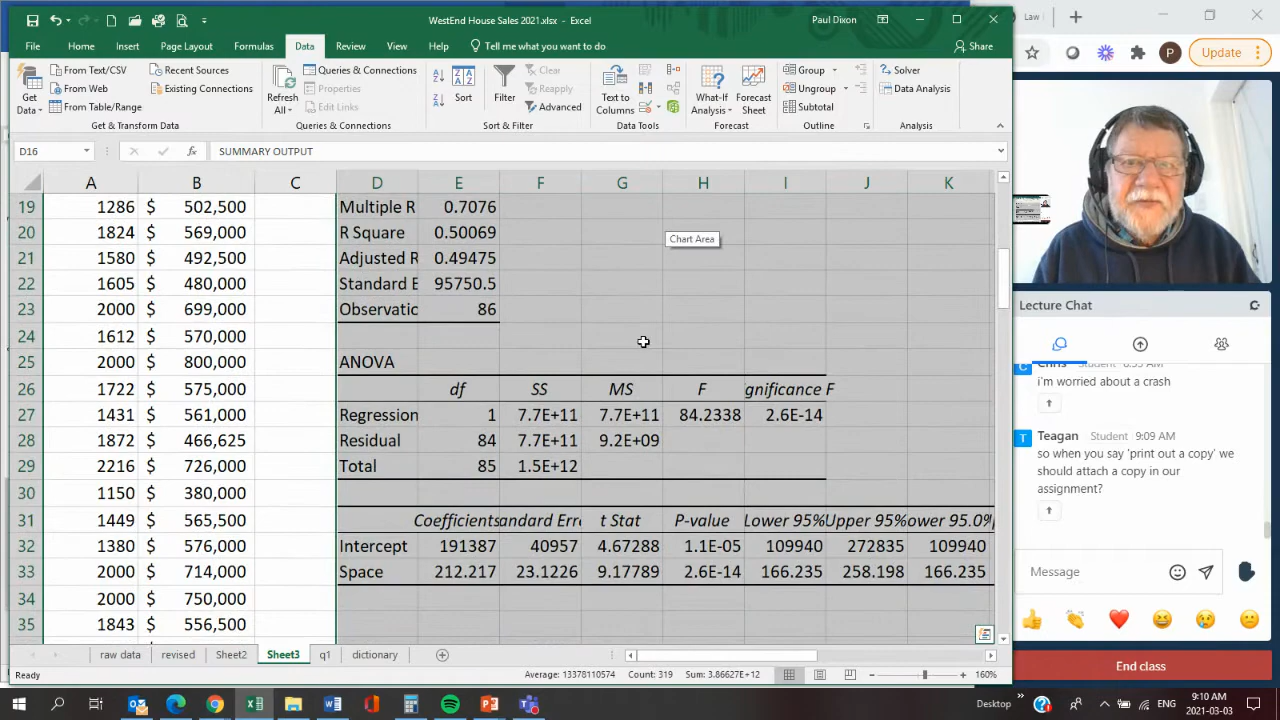 WestEnd House Sales 2021.xlsx - Excel
Paul Dixon
Law
File Home Insert Page Layout Formulas Data Review View Help Tell me what you want to do Share
P Update
Get Data
From Text/CSV
From Web
From Table/Range
Recent Sources
Existing Connections
Get & Transform Data
Refresh All
Queries & Connections
Properties
Edit Links
Queries & Connections
Sort
Filter
Clear
Reapply
Advanced
Sort & Filter
Text to Columns
Data Tools
What-If Analysis
Forecast Sheet
Forecast
Group
Ungroup
Subtotal
Outline
Solver
Data Analysis
Analysis
D16 fx SUMMARY OUTPUT
A B C D E F G H I J K
19 1286 $ 502,500 Multiple R 0.7076
20 1824 $ 569,000 R Square 0.50069
Chart Area
21 1580 $ 492,500 Adjusted R 0.49475
22 1605 $ 480,000 Standard E 95750.5
23 2000 $ 699,000 Observatic 86
24 1612 $ 570,000
25 2000 $ 800,000 ANOVA
26 1722 $ 575,000 df SS MS F gnificance F
27 1431 $ 561,000 Regression 1 7.7E+11 7.7E+11 84.2338 2.6E-14
28 1872 $ 466,625 Residual 84 7.7E+11 9.2E+09
29 2216 $ 726,000 Total 85 1.5E+12
30 1150 $ 380,000
31 1449 $ 565,500 Coefficients andard Erro t Stat P-value Lower 95% Upper 95% ower 95.0%
32 1380 $ 576,000 Intercept 191387 40957 4.67288 1.1E-05 109940 272835 109940
33 2000 $ 714,000 Space 212.217 23.1226 9.17789 2.6E-14 166.235 258.198 166.235
34 2000 $ 750,000
35 1843 $ 556,500
raw data revised Sheet2 Sheet3 q1 dictionary
Ready Average: 13378110574 Count: 319 Sum: 3.86627E+12 160%
Lecture Chat
Chris Student 8:55 AM
i'm worried about a crash
T Teagan Student 9:09 AM
so when you say 'print out a copy' we
should attach a copy in our
assignment?
Message
End class
Desktop ENG 9:10 AM
2021-03-03